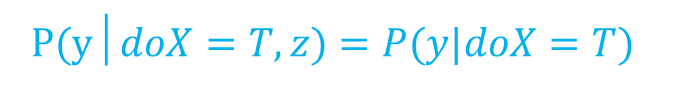 P(y|doX = T, z) = P(y|doX = T)